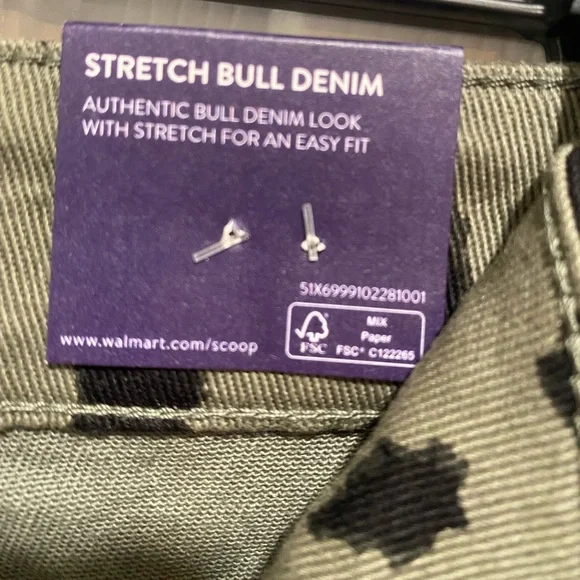 STRETCH BULL DENIM
AUTHENTIC BULL DENIM LOOK
WITH STRETCH FOR AN EASY FIT
51X6999102281001
www.walmart.com/scoop
FSC
MIX
Paper
FSC® C122265